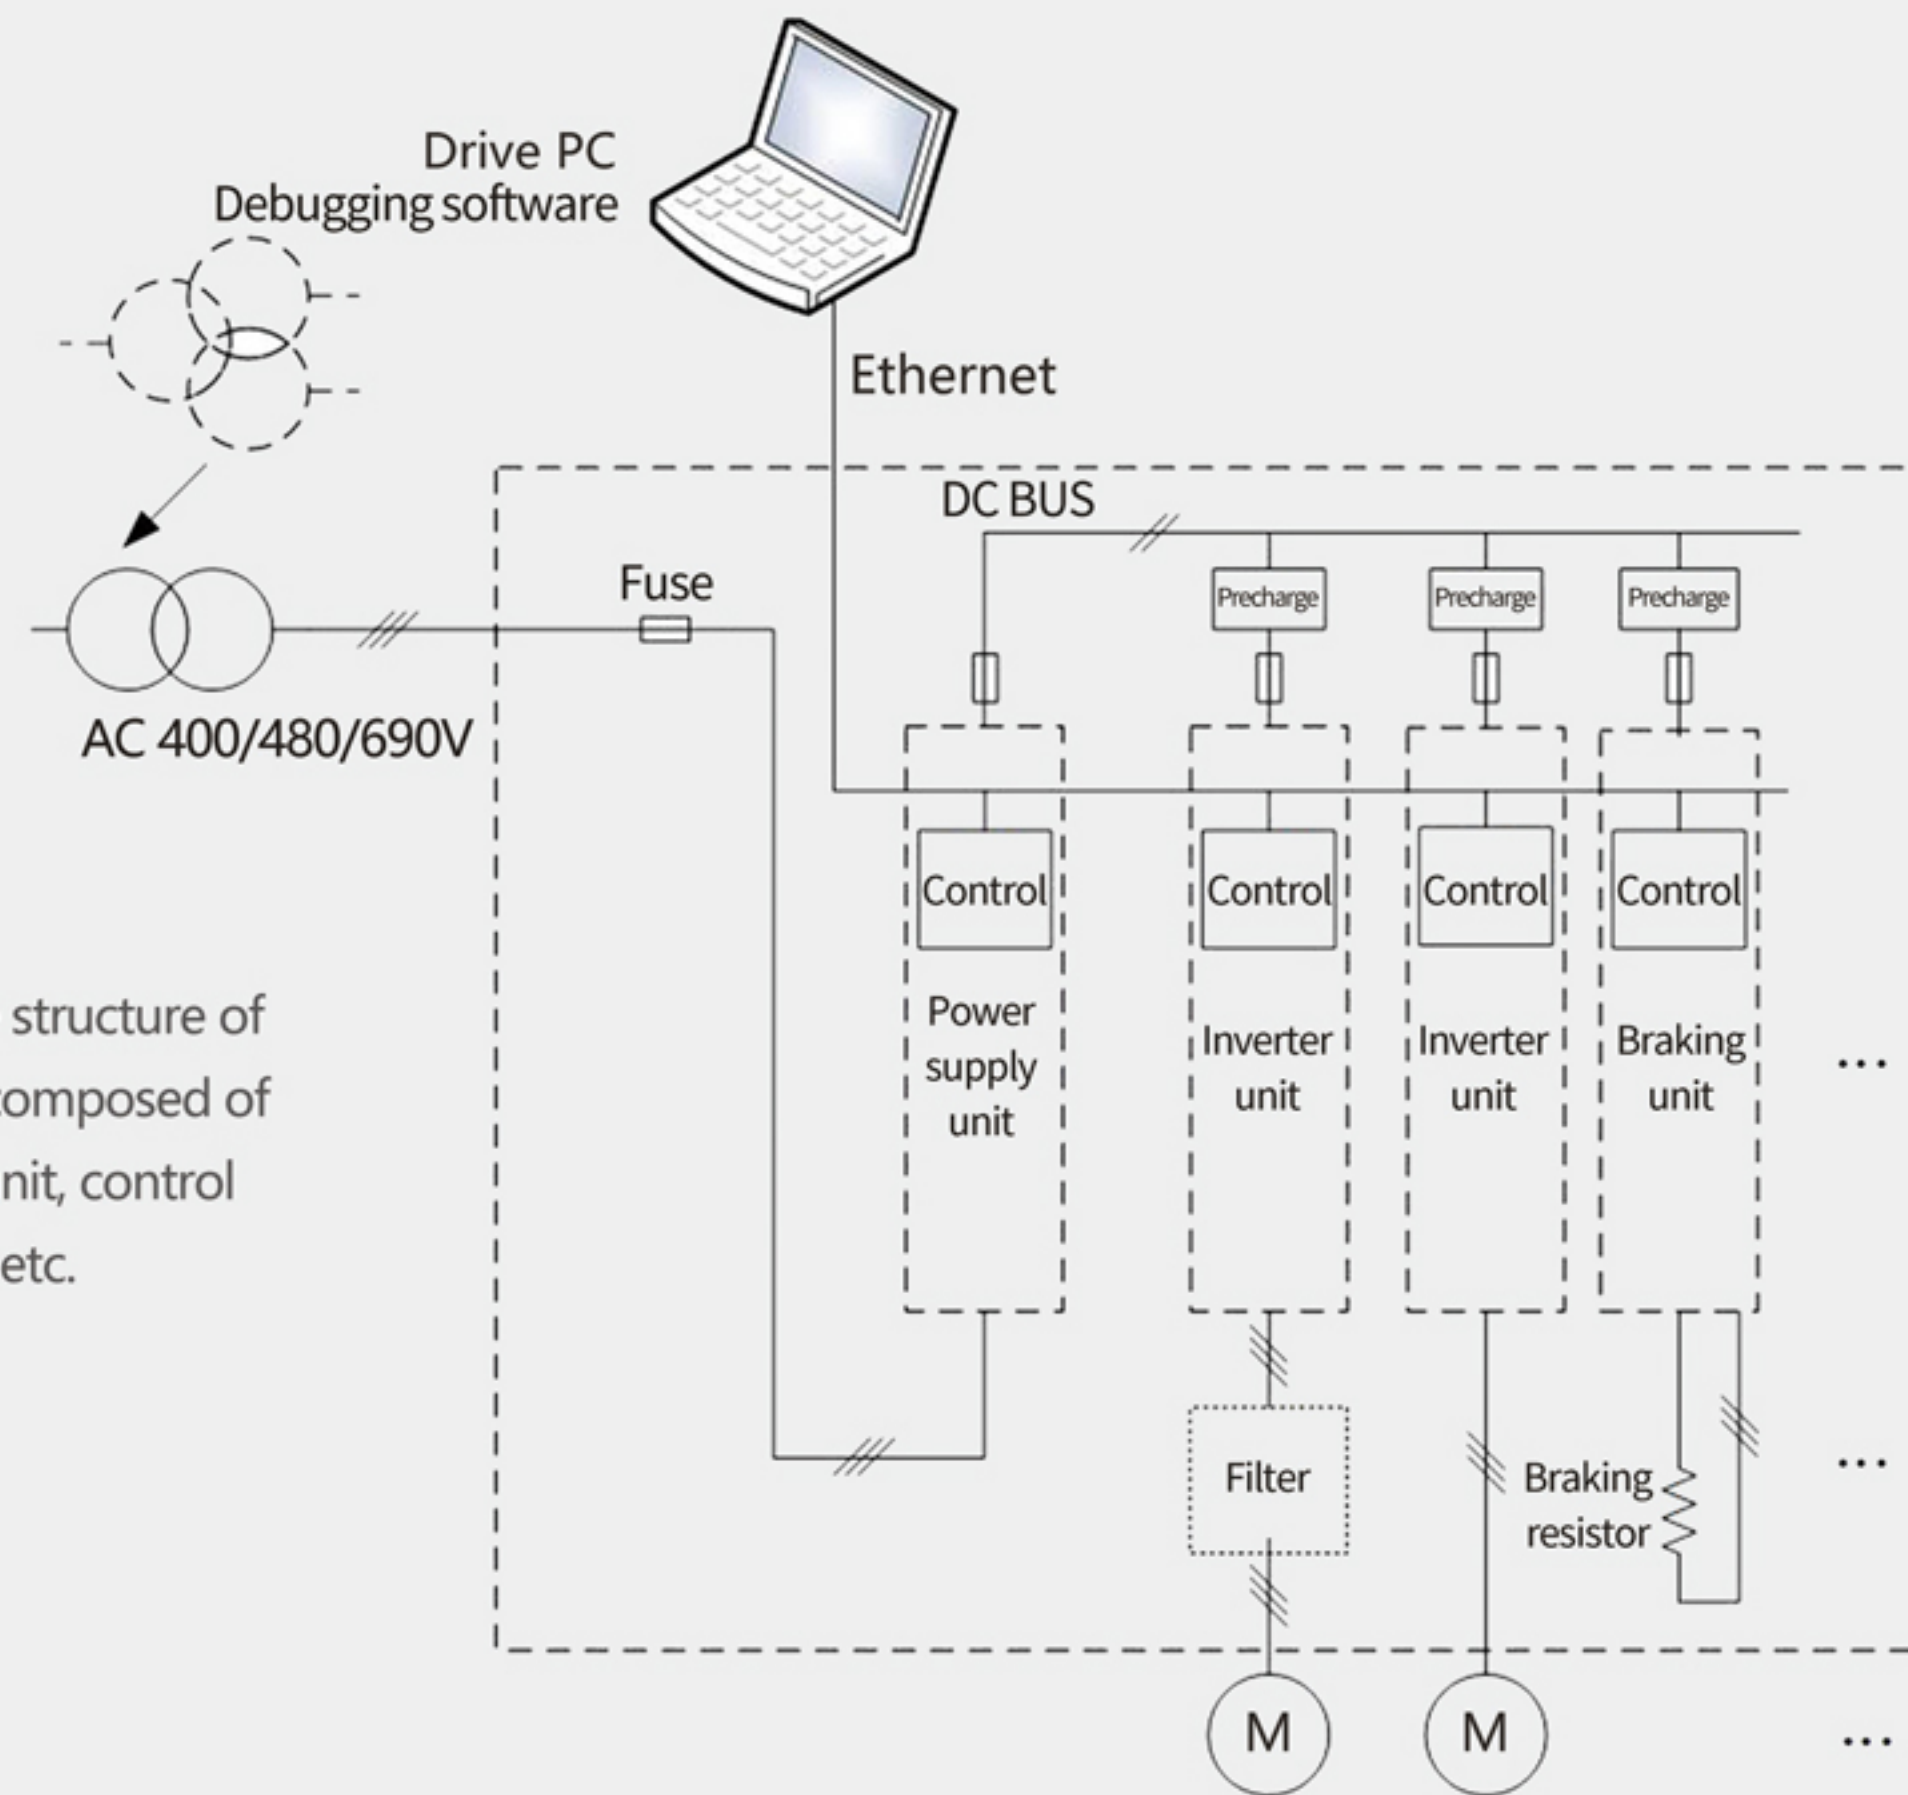 Drive PC
Debugging software
Ethernet
DC BUS
Fuse
Precharge
Precharge
Precharge
AC 400/480/690V
Control
Control
Control
Control
Power
supply
unit
Inverter
unit
Inverter
unit
Braking
unit
...
structure of
composed of
nit, control
etc.
Filter
Braking
resistor
...
M
M
...